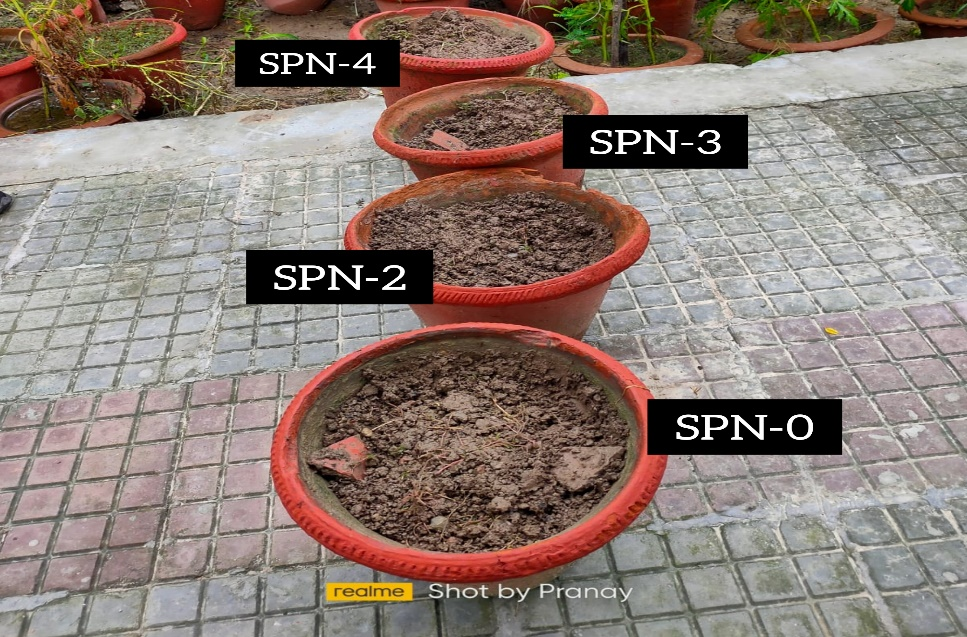 SPN-4
SPN-3
SPN-2
SPN-0
realme Shot by Pranay